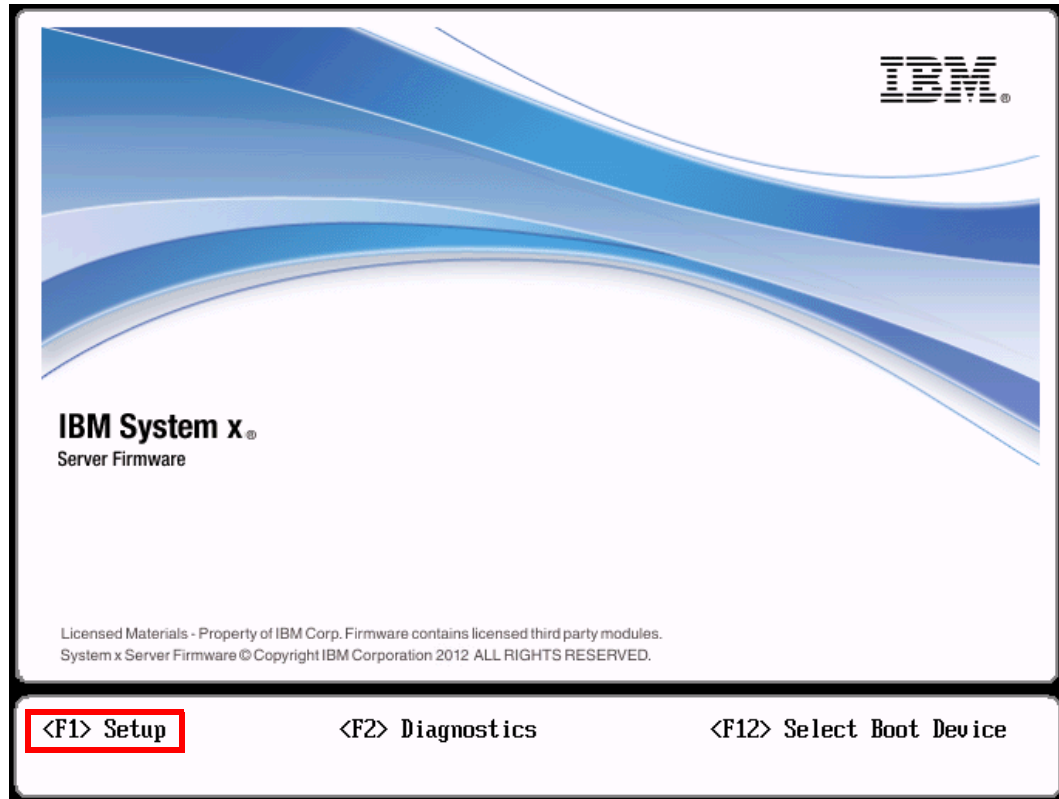 IBM®
IBM System x®
Server Firmware
Licensed Materials - Property of IBM Corp. Firmware contains licensed third party modules.
System x Server Firmware © Copyright IBM Corporation 2012 ALL RIGHTS RESERVED.
<F1> Setup <F2> Diagnostics <F12> Select Boot Device